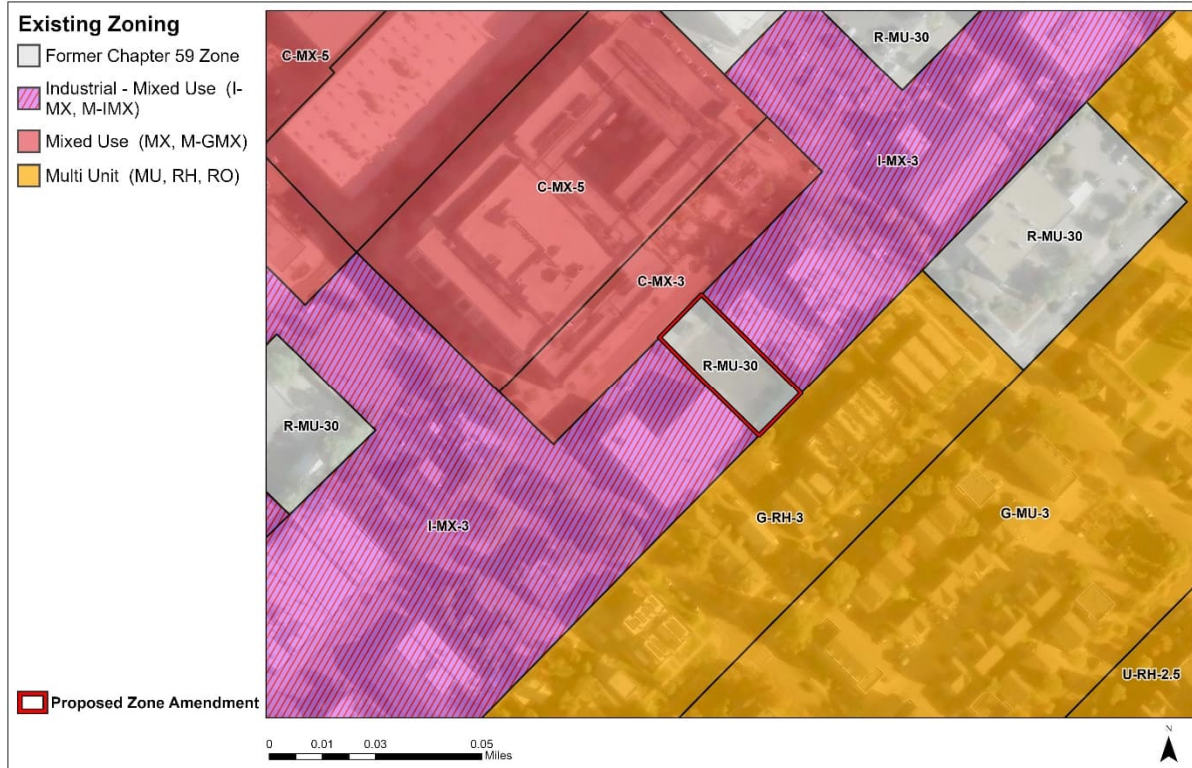 Existing Zoning
Former Chapter 59 Zone
Industrial - Mixed Use (I-
MX, M-IMX)
Mixed Use (MX, M-GMX)
Multi Unit (MU, RH, RO)
Proposed Zone Amendment
C-MX-5
R-MU-30
I-MX-3
C-MX-5
R-MU-30
C-MX-3
R-MU-30
R-MU-30
I-MX-3
G-RH-3
G-MU-3
U-RH-2.5
0 0.01 0.03 0.05
Miles
N